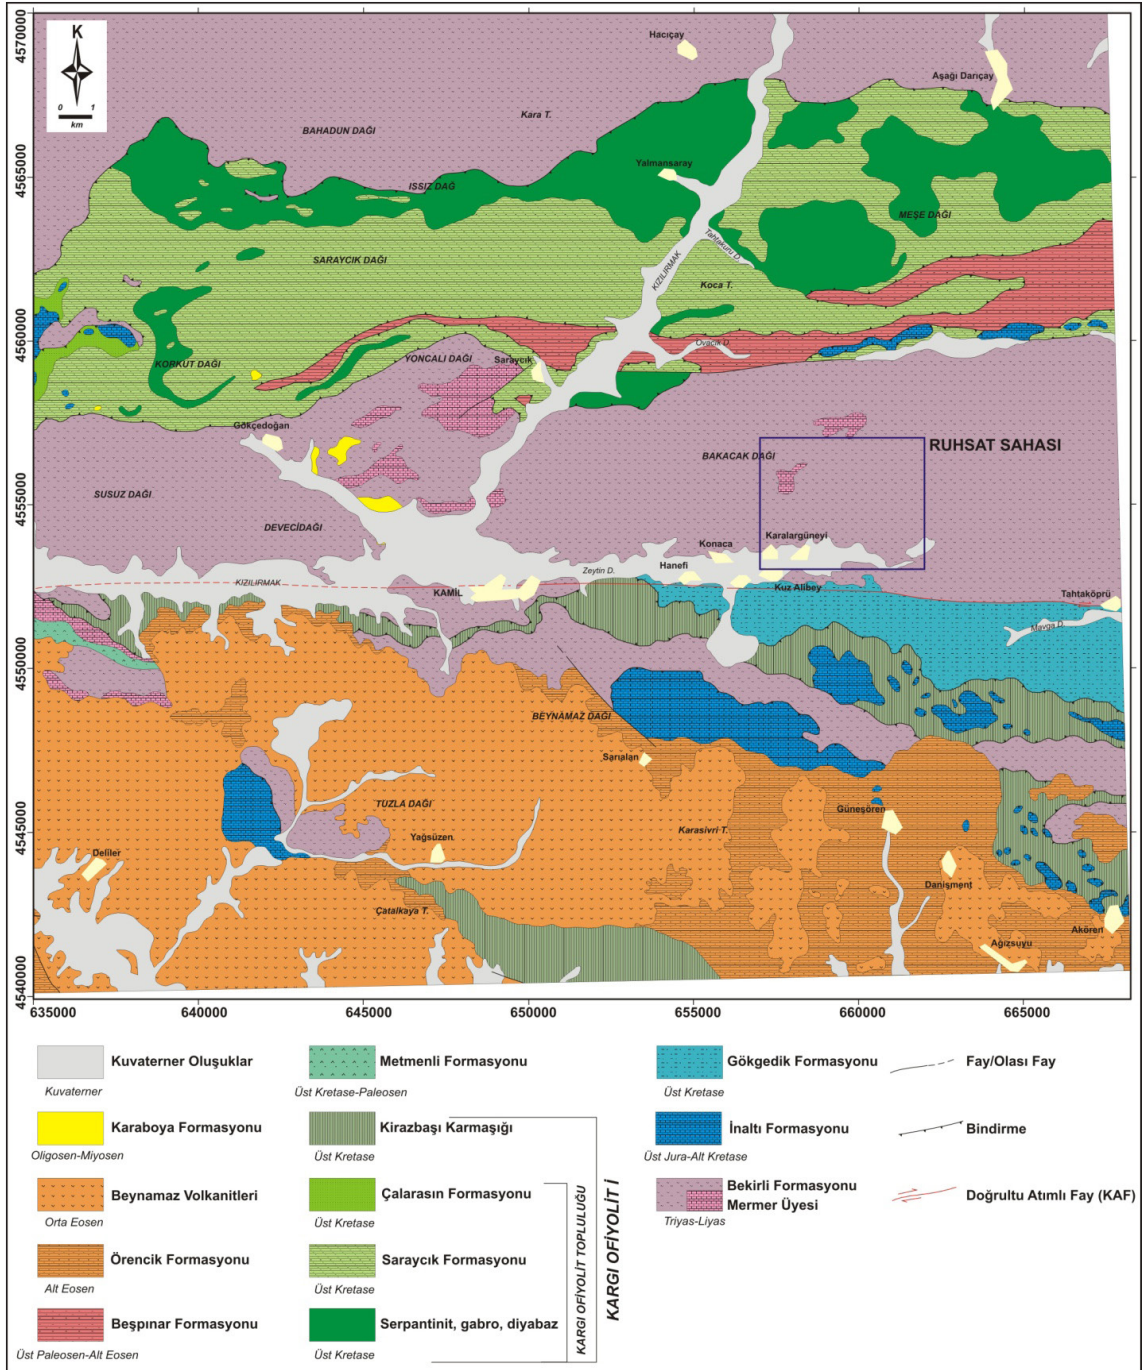 4570000
4565000
4560000
4555000
4550000
4545000
4540000
K
0 1
km
Hacıçay
Aşağı Darıçay
Kara T.
BAHADUN DAĞI
Yalmansaray
ISSIZ DAĞ
MEŞE DAĞI
Tahtakuru D.
SARAYCIK DAĞI
KIZILIRMAK
Koca T.
Ovacık D.
YONCALI DAĞI
Saraycık
KORKUT DAĞI
Gökçedoğan
BAKACAK DAĞI
RUHSAT SAHASI
SUSUZ DAĞI
DEVECİDAĞI
Konaca
Karalargüneyi
KIZILIRMAK
Zeytin D.
Hanefi
KAMİL
Kuz Alibey
Tahtaköprü
Mavga D.
BEYNAMAZ DAĞI
Sarıalan
TUZLA DAĞI
Güneşören
Karasivri T.
Yağsüzen
Deliler
Danişment
Çatalkaya T.
Akören
Ağızsuyu
635000 640000 645000 650000 655000 660000 665000
Kuvaterner Oluşuklar
Kuvaterner
Karaboya Formasyonu
Oligosen-Miyosen
Beynamaz Volkanitleri
Orta Eosen
Örencik Formasyonu
Alt Eosen
Beşpınar Formasyonu
Üst Paleosen-Alt Eosen
Metmenli Formasyonu
Üst Kretase-Paleosen
Kirazbaşı Karmaşığı
Üst Kretase
Çalarasın Formasyonu
Üst Kretase
Saraycık Formasyonu
Üst Kretase
Serpantinit, gabro, diyabaz
Üst Kretase
KARGI OFİYOLİT TOPLULUĞU
KARGI OFİYOLİT İ
Gökgedik Formasyonu
Üst Kretase
İnaltı Formasyonu
Üst Jura-Alt Kretase
Bekirli Formasyonu
Mermer Üyesi
Triyas-Liyas
Fay/Olası Fay
Bindirme
Doğrultu Atımlı Fay (KAF)